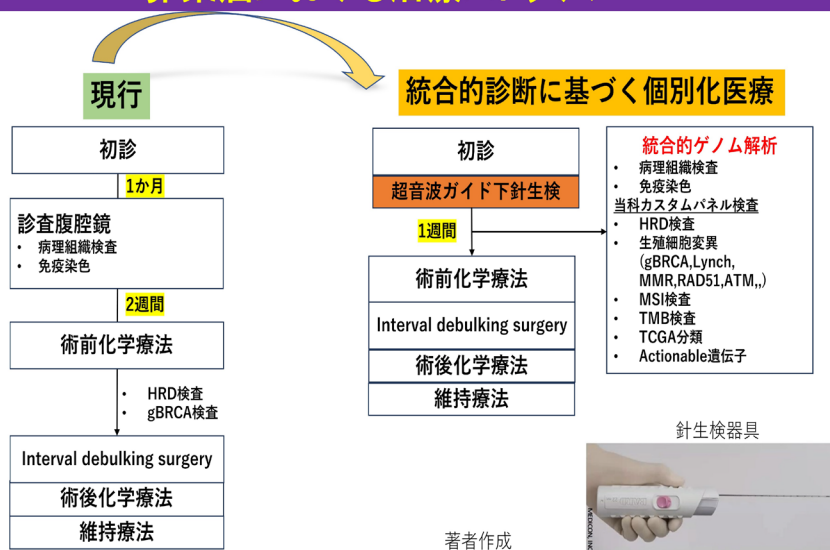 現行
統合的診断に基づく個別化医療
初診
1か月
診査腹腔鏡
• 病理組織検査
• 免疫染色
2週間
術前化学療法
• HRD検査
• gBRCA検査
Interval debulking surgery
術後化学療法
維持療法
初診
超音波ガイド下針生検
1週間
術前化学療法
Interval debulking surgery
術後化学療法
維持療法
統合的ゲノム解析
• 病理組織検査
• 免疫染色
当科カスタムパネル検査
• HRD検査
• 生殖細胞変異
(gBRCA,Lynch,
MMR,RAD51,ATM,,)
• MSI検査
• TMB検査
• TCGA分類
• Actionable遺伝子
針生検器具
著者作成